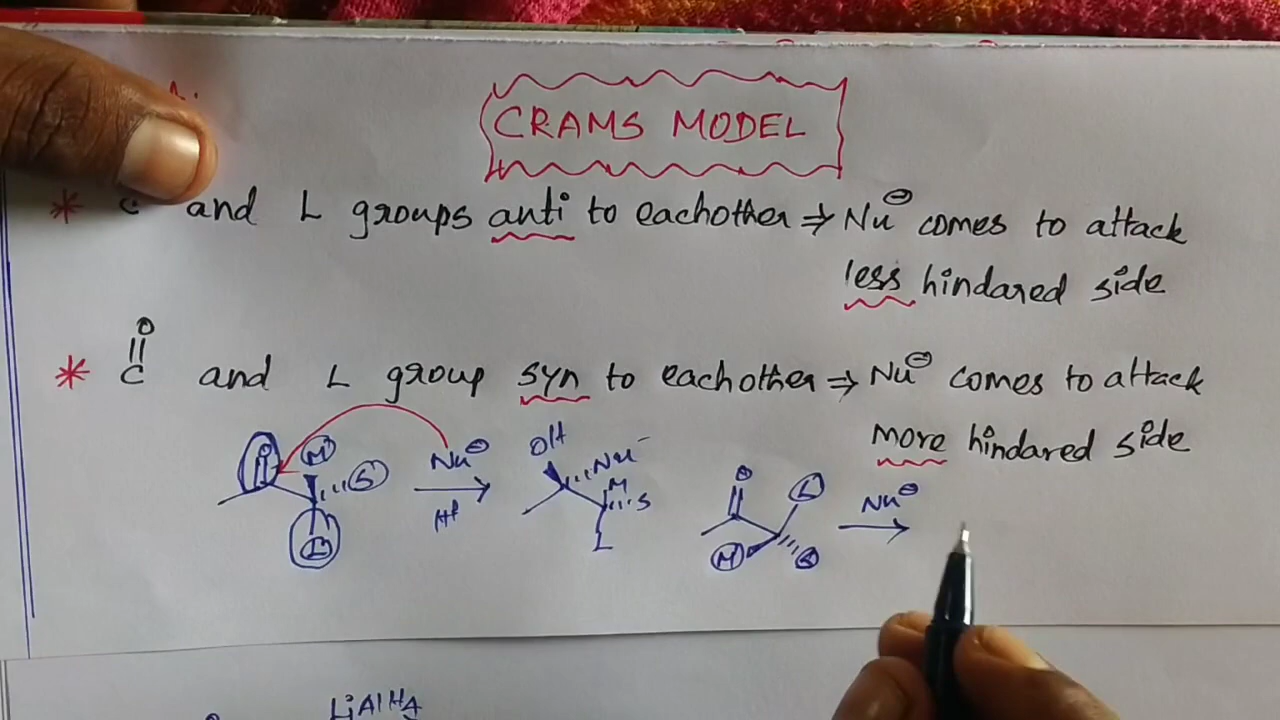 CRAMS MODEL
* C and L groups anti to eachother ⇒ Nu⊖ comes to attack
less hindared side
O
||
* C and L group syn to eachother ⇒ Nu⊖ comes to attack
more hindared side
O M S L
Nu⊖
OH Nu⁻ M S L
O L M
Nu⊖
LiAlH4